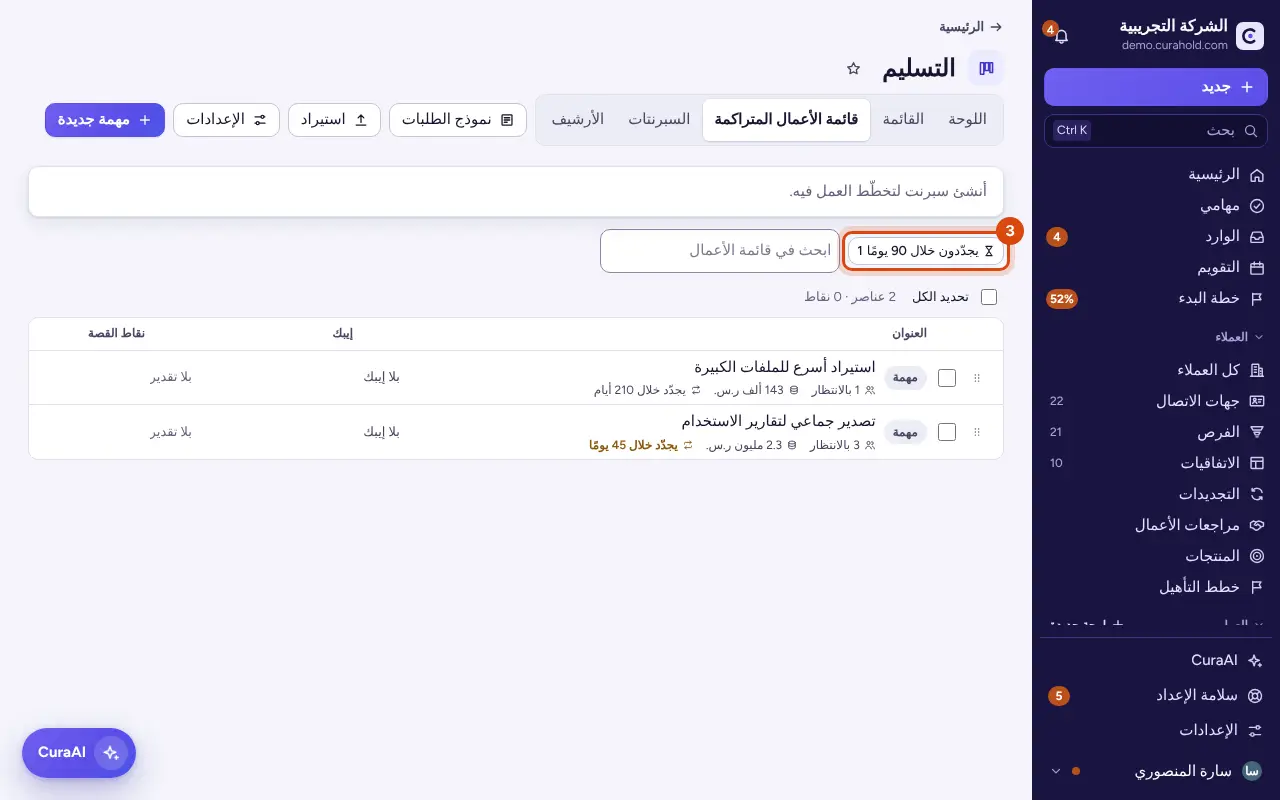 الشركة التجريبية
demo.curahold.com
4
جديد
بحث
Ctrl K
الرئيسية
مهامي
الوارد
4
التقويم
خطة البدء
52%
العملاء
كل العملاء
جهات الاتصال
22
الفرص
21
الاتفاقيات
10
التجديدات
مراجعات الأعمال
المنتجات
خطط التأهيل
CuraAI
سلامة الإعداد
5
الإعدادات
سا
سارة المنصوري
الرئيسية
التسليم
اللوحة
القائمة
قائمة الأعمال المتراكمة
السبرنتات
الأرشيف
نموذج الطلبات
استيراد
الإعدادات
مهمة جديدة
أنشئ سبرنت لتخطّط العمل فيه.
3
يجدّدون خلال 90 يومًا 1
ابحث في قائمة الأعمال
تحديد الكل
2 عناصر · 0 نقاط
العنوان
إيبك
نقاط القصة
مهمة
استيراد أسرع للملفات الكبيرة
1 بالانتظار
143 ألف ر.س.
يجدّد خلال 210 أيام
بلا إيبك
بلا تقدير
مهمة
تصدير جماعي لتقارير الاستخدام
3 بالانتظار
2.3 مليون ر.س.
يجدّد خلال 45 يومًا
بلا إيبك
بلا تقدير
CuraAI